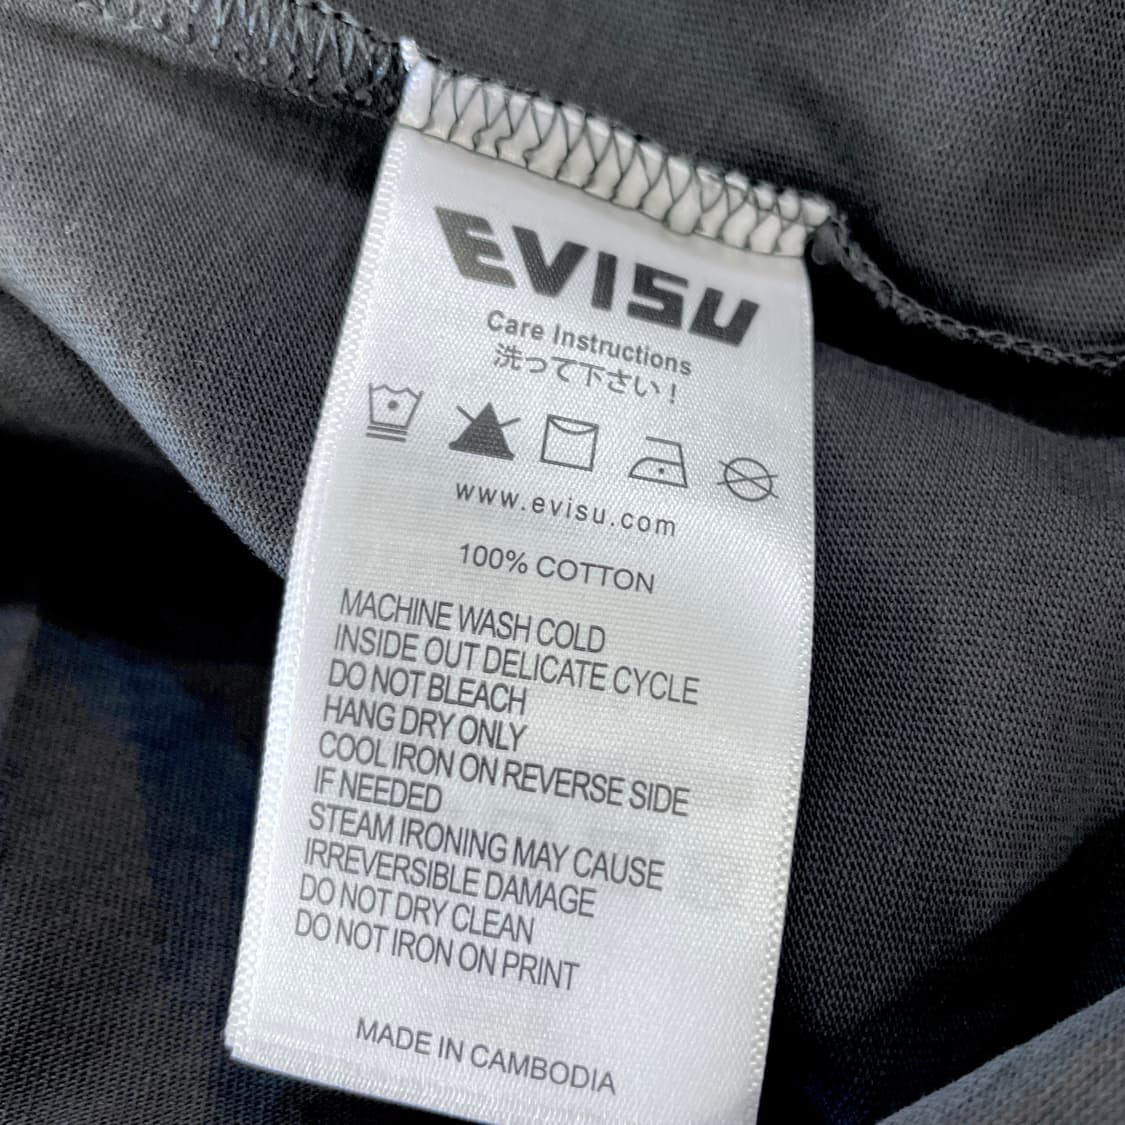 EVISU
Care Instructions
洗って下さい！
www.evisu.com
100% COTTON
MACHINE WASH COLD
INSIDE OUT DELICATE CYCLE
DO NOT BLEACH
HANG DRY ONLY
COOL IRON ON REVERSE SIDE
IF NEEDED
STEAM IRONING MAY CAUSE
IRREVERSIBLE DAMAGE
DO NOT DRY CLEAN
DO NOT IRON ON PRINT
MADE IN CAMBODIA